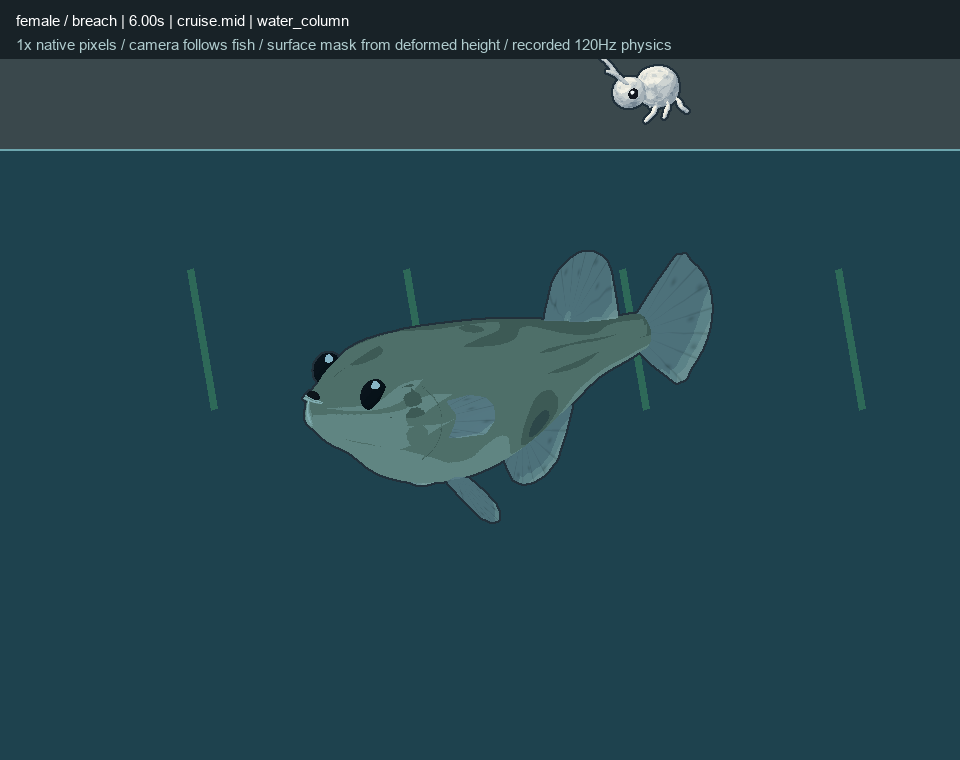 female / breach | 6.00s | cruise.mid | water_column
1x native pixels / camera follows fish / surface mask from deformed height / recorded 120Hz physics